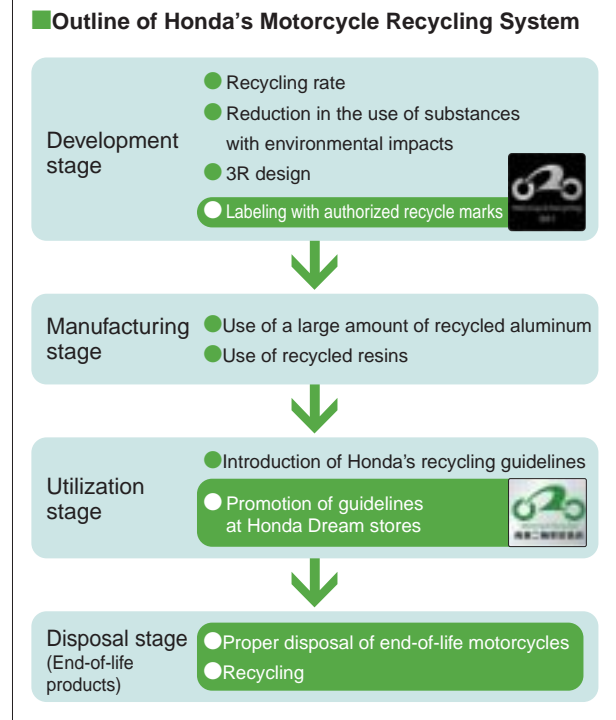 Outline of Honda's Motorcycle Recycling System
Development
stage
Recycling rate
Reduction in the use of substances
with environmental impacts
3R design
Labeling with authorized recycle marks
Manufacturing
stage
Use of a large amount of recycled aluminum
Use of recycled resins
Utilization
stage
Introduction of Honda's recycling guidelines
Promotion of guidelines
at Honda Dream stores
Disposal stage
(End-of-life
products)
Proper disposal of end-of-life motorcycles
Recycling